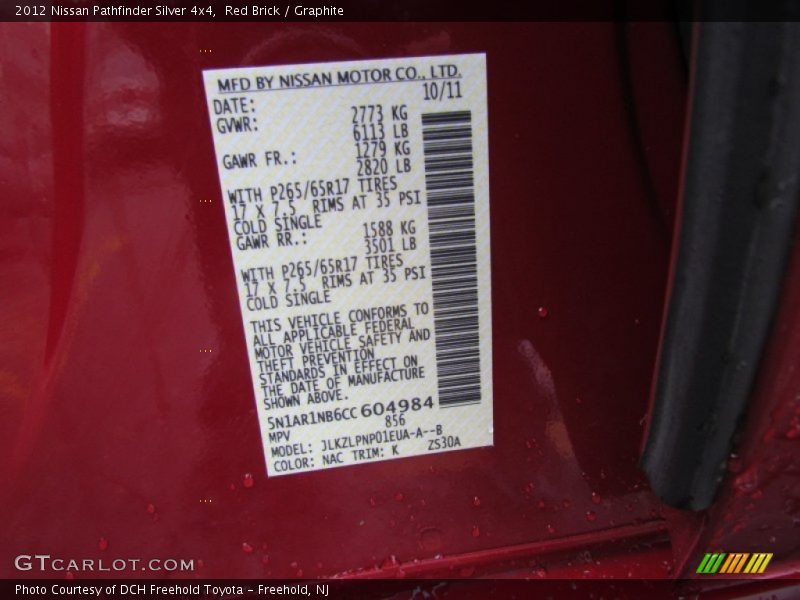 2012 Nissan Pathfinder Silver 4x4,  Red Brick / Graphite
MFD BY NISSAN MOTOR CO., LTD.
DATE: 10/11
GVWR: 2773 KG
6113 LB
GAWR FR.: 1279 KG
2820 LB
WITH P265/65R17 TIRES
17 X 7.5  RIMS AT 35 PSI
COLD SINGLE
GAWR RR.: 1588 KG
3501 LB
WITH P265/65R17 TIRES
17 X 7.5  RIMS AT 35 PSI
COLD SINGLE
THIS VEHICLE CONFORMS TO
ALL APPLICABLE FEDERAL
MOTOR VEHICLE SAFETY AND
THEFT PREVENTION
STANDARDS IN EFFECT ON
THE DATE OF MANUFACTURE
SHOWN ABOVE.
5N1AR1NB6CC604984
MPV 856
MODEL: JLKZLPNP01EUA-A--B
COLOR: NAC TRIM: K ZS30A
GTCARLOT.COM
Photo Courtesy of DCH Freehold Toyota - Freehold, NJ